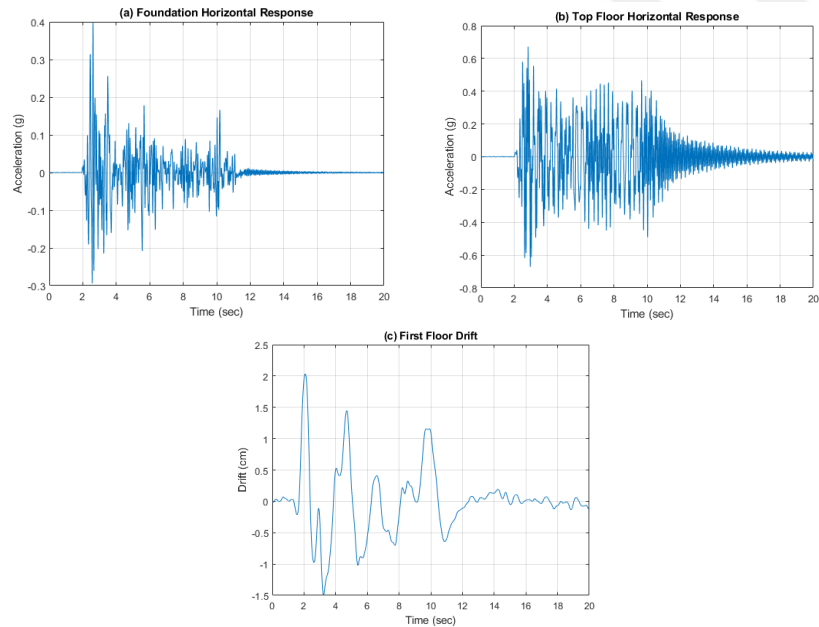 (a) Foundation Horizontal Response
0.4
0.3
0.2
0.1
0
-0.1
-0.2
-0.3
Acceleration (g)
0 2 4 6 8 10 12 14 16 18 20
Time (sec)
(b) Top Floor Horizontal Response
0.8
0.6
0.4
0.2
0
-0.2
-0.4
-0.6
-0.8
Acceleration (g)
0 2 4 6 8 10 12 14 16 18 20
Time (sec)
(c) First Floor Drift
2.5
2
1.5
1
0.5
0
-0.5
-1
-1.5
Drift (cm)
0 2 4 6 8 10 12 14 16 18 20
Time (sec)